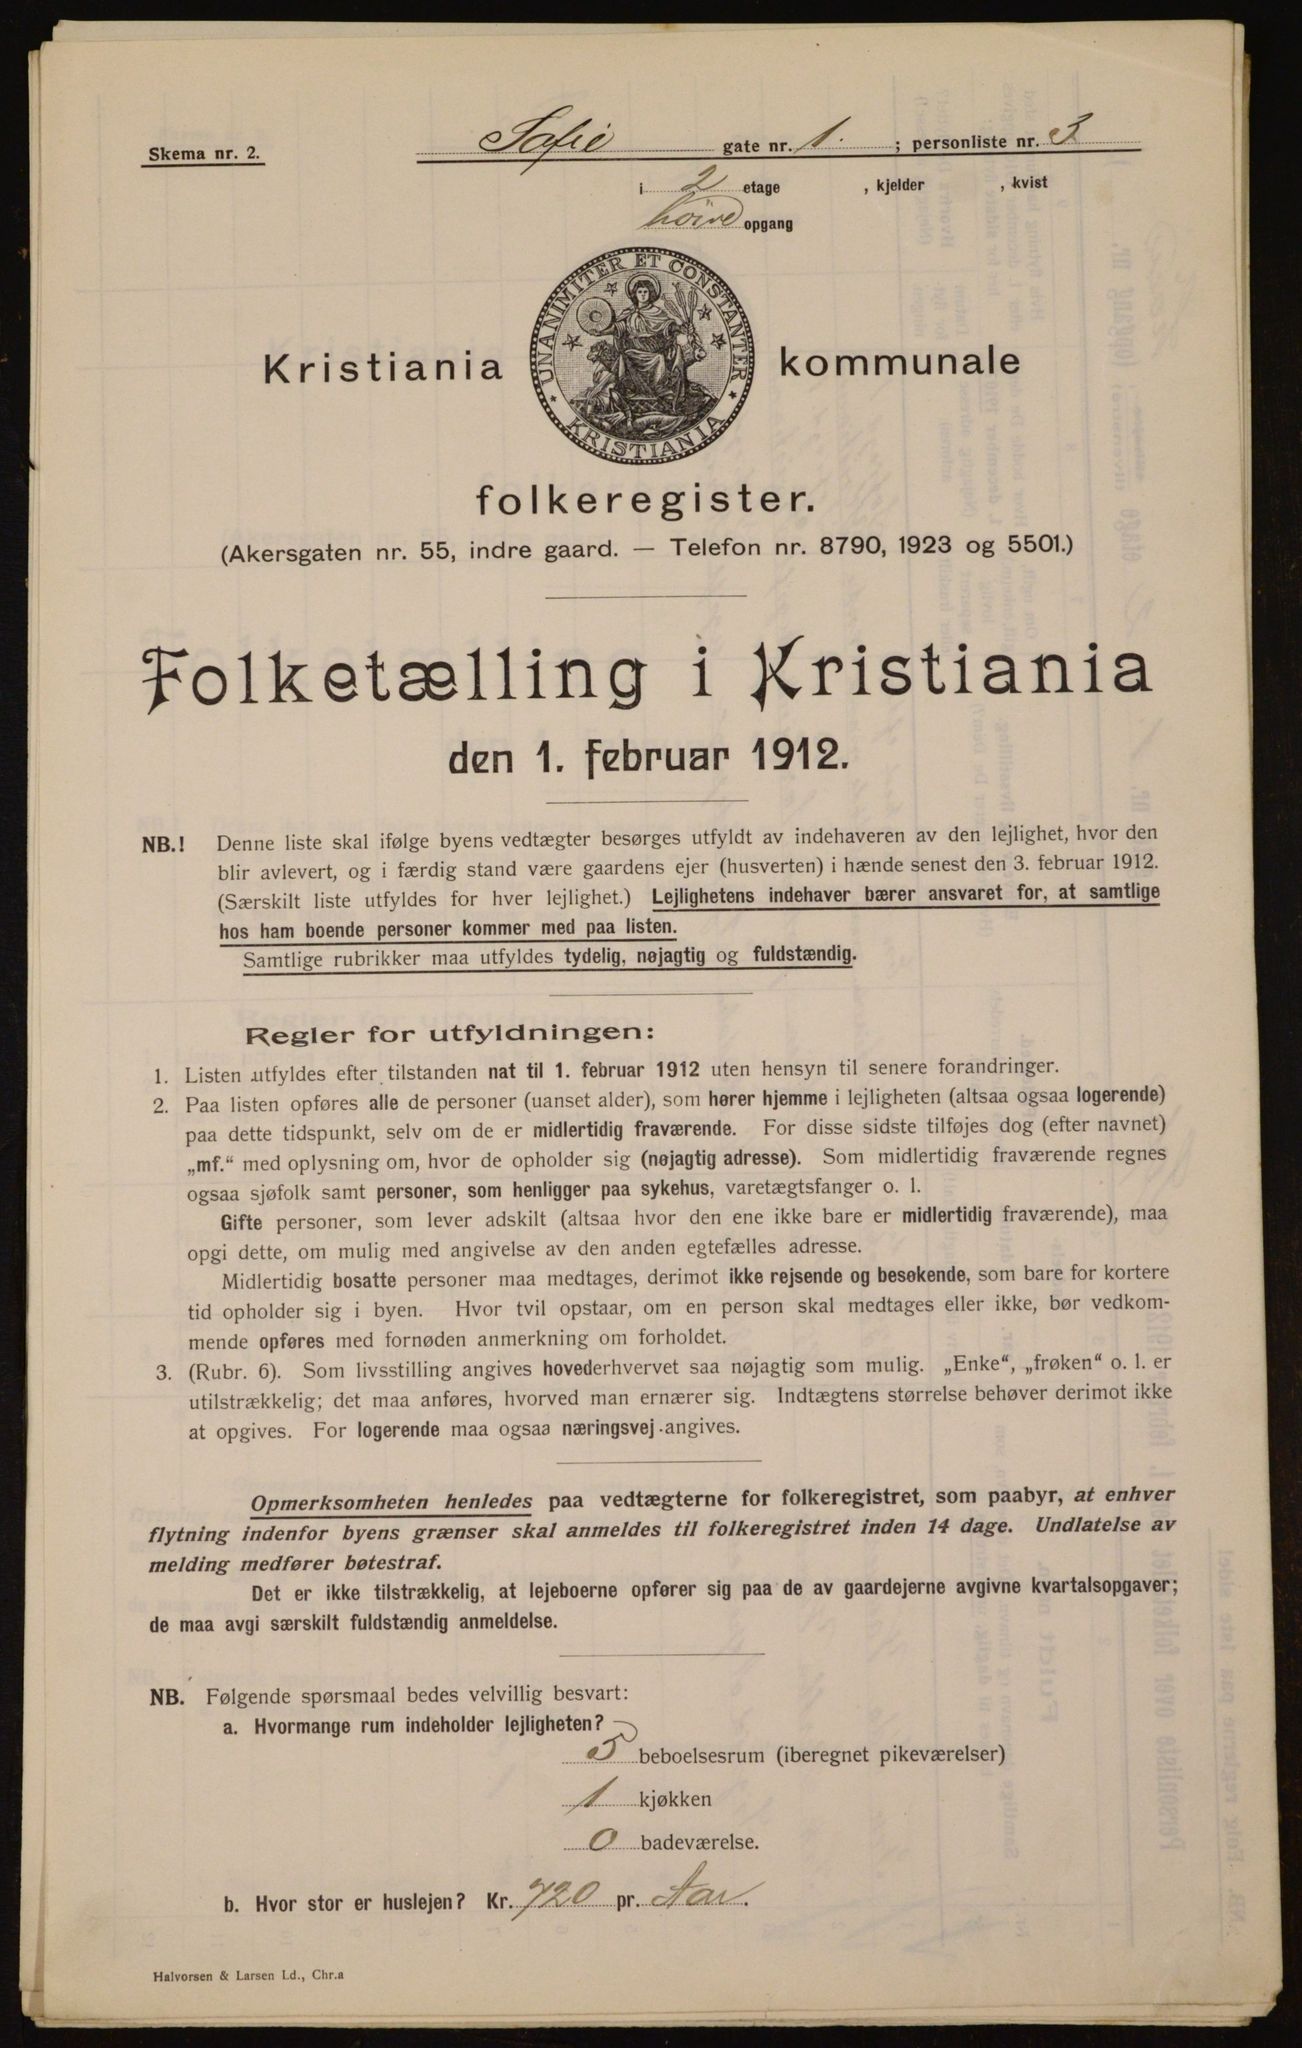 Skema nr. 2.
Sofie gate nr. 1. ; personliste nr. 3
i 2 etage , kjelder , kvist
høire opgang
UNANIMITER ET CONSTANTER
KRISTIANIA
Kristiania kommunale
folkeregister.
(Akersgaten nr. 55, indre gaard. — Telefon nr. 8790, 1923 og 5501.)
Folketælling i Kristiania
den 1. februar 1912.
NB.! Denne liste skal ifølge byens vedtægter besørges utfyldt av indehaveren av den lejlighet, hvor den
blir avlevert, og i færdig stand være gaardens ejer (husverten) i hænde senest den 3. februar 1912.
(Særskilt liste utfyldes for hver lejlighet.) Lejlighetens indehaver bærer ansvaret for, at samtlige
hos ham boende personer kommer med paa listen.
Samtlige rubrikker maa utfyldes tydelig, nøjagtig og fuldstændig.
Regler for utfyldningen:
1. Listen utfyldes efter tilstanden nat til 1. februar 1912 uten hensyn til senere forandringer.
2. Paa listen opføres alle de personer (uanset alder), som hører hjemme i lejligheten (altsaa ogsaa logerende)
paa dette tidspunkt, selv om de er midlertidig fraværende. For disse sidste tilføjes dog (efter navnet)
„mf.“ med oplysning om, hvor de opholder sig (nøjagtig adresse). Som midlertidig fraværende regnes
ogsaa sjøfolk samt personer, som henligger paa sykehus, varetægtsfanger o. l.
Gifte personer, som lever adskilt (altsaa hvor den ene ikke bare er midlertidig fraværende), maa
opgi dette, om mulig med angivelse av den anden egtefælles adresse.
Midlertidig bosatte personer maa medtages, derimot ikke rejsende og besøkende, som bare for kortere
tid opholder sig i byen. Hvor tvil opstaar, om en person skal medtages eller ikke, bør vedkom-
mende opføres med fornøden anmerkning om forholdet.
3. (Rubr. 6). Som livsstilling angives hovederhvervet saa nøjagtig som mulig. „Enke“, „frøken“ o. l. er
utilstrækkelig; det maa anføres, hvorved man ernærer sig. Indtægtens størrelse behøver derimot ikke
at opgives. For logerende maa ogsaa næringsvej angives.
Opmerksomheten henledes paa vedtægterne for folkeregistret, som paabyr, at enhver
flytning indenfor byens grænser skal anmeldes til folkeregistret inden 14 dage. Undlatelse av
melding medfører bøtestraf.
Det er ikke tilstrækkelig, at lejeboerne opfører sig paa de av gaardejerne avgivne kvartalsopgaver;
de maa avgi særskilt fuldstændig anmeldelse.
NB. Følgende spørsmaal bedes velvillig besvart:
a. Hvormange rum indeholder lejligheten?
5 beboelsesrum (iberegnet pikeværelser)
1 kjøkken
0 badeværelse.
b. Hvor stor er huslejen? Kr. 720 pr. Aar.
Halvorsen & Larsen Ld., Chr.a